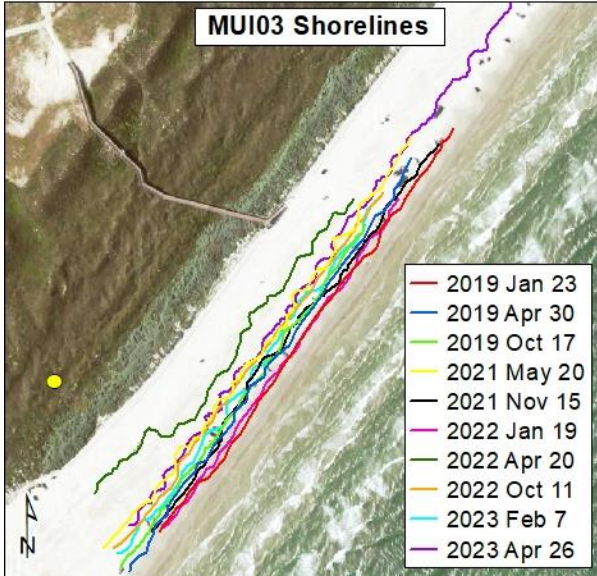 MUI03 Shorelines
2019 Jan 23
2019 Apr 30
2019 Oct 17
2021 May 20
2021 Nov 15
2022 Jan 19
2022 Apr 20
2022 Oct 11
2023 Feb 7
2023 Apr 26
N